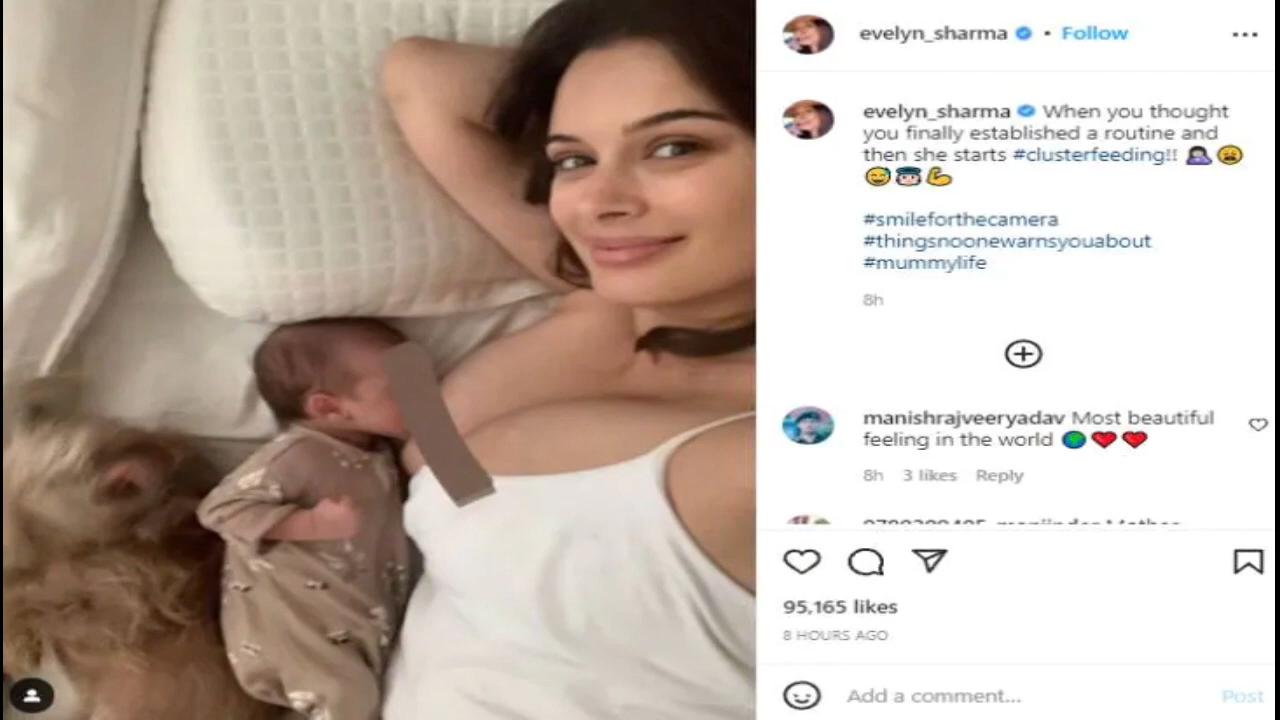 evelyn_sharma • Follow
evelyn_sharma When you thought
you finally established a routine and
then she starts #clusterfeeding!! 🤦🏻‍♀️😩
😅👼🏻💪
#smileforthecamera
#thingsnoonewarnsyouabout
#mummylife
8h
manishrajveeryadav Most beautiful
feeling in the world 🌍❤️❤️
8h 3 likes Reply
95,165 likes
8 HOURS AGO
Add a comment... Post